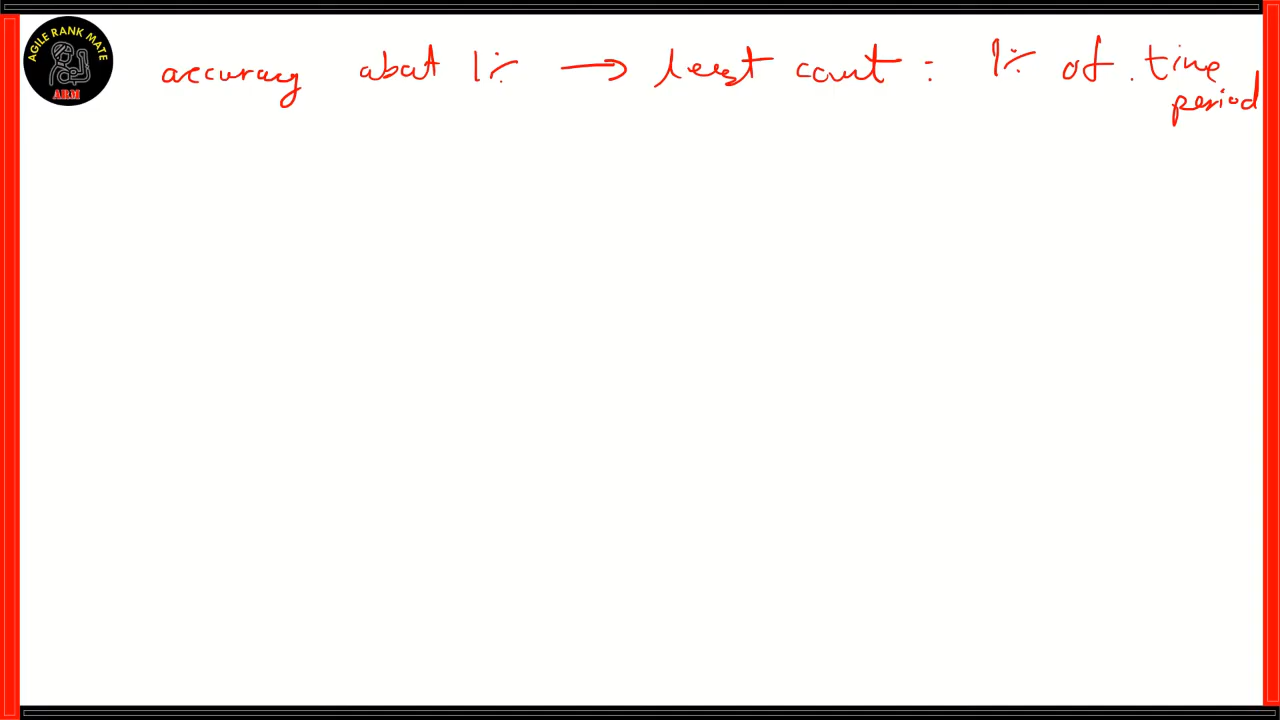 AGILE RANK MATE
ARM
accuracy about 1% → least count : 1% of time
period